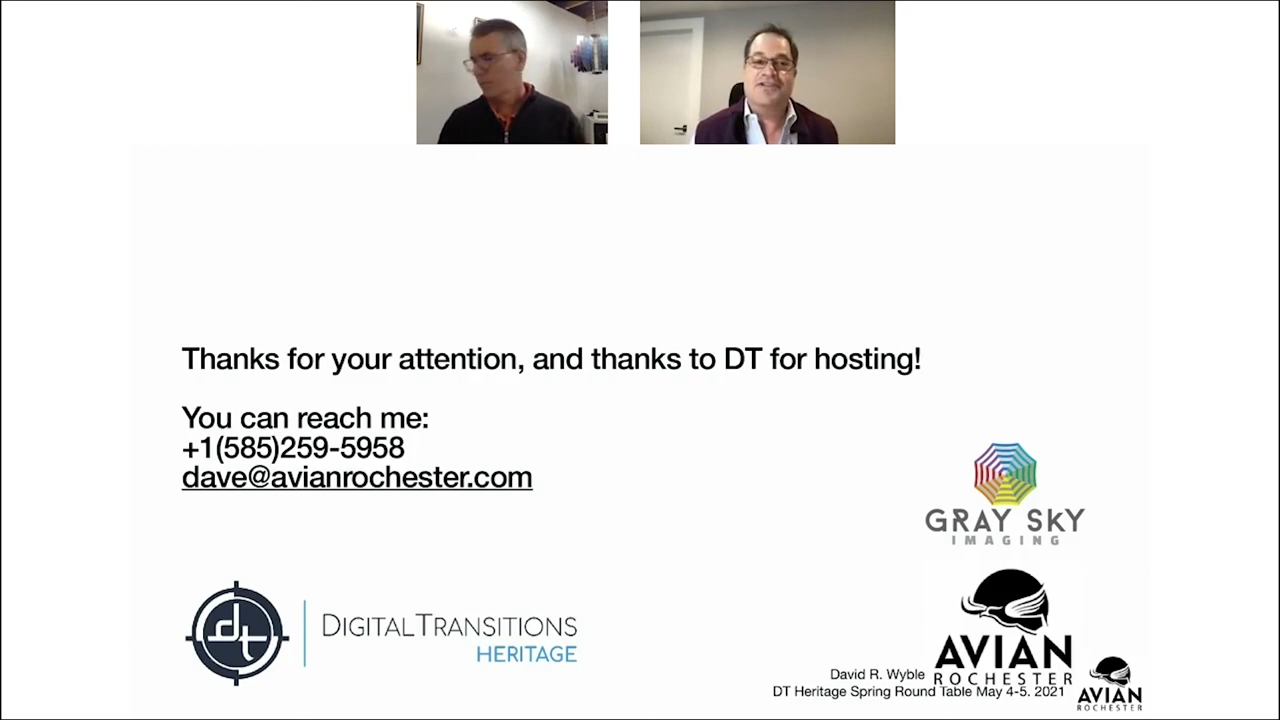 Thanks for your attention, and thanks to DT for hosting!
You can reach me:
+1(585)259-5958
dave@avianrochester.com
GRAY SKY
IMAGING
dt
DIGITALTRANSITIONS
HERITAGE
AVIAN
ROCHESTER
David R. Wyble
DT Heritage Spring Round Table May 4-5. 2021
AVIAN
ROCHESTER